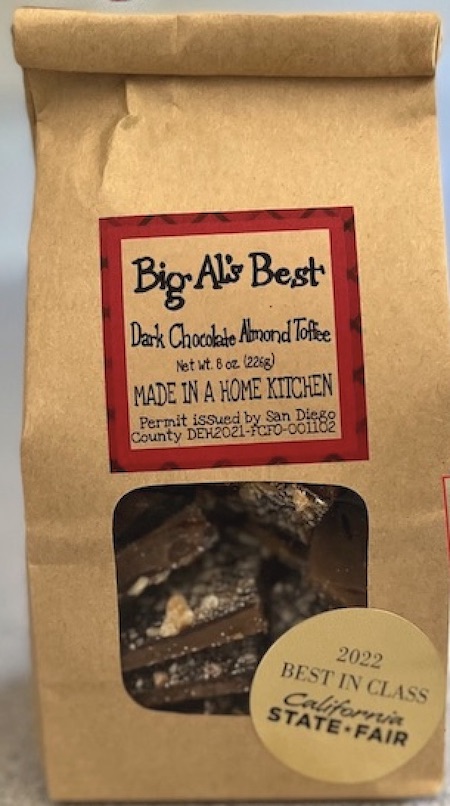 Big Al's Best
Dark Chocolate Almond Toffee
Net Wt. 8 oz (226g)
MADE IN A HOME KITCHEN
Permit issued by San Diego
County DEH2021-FCFO-001102
2022
BEST IN CLASS
California
STATE★FAIR